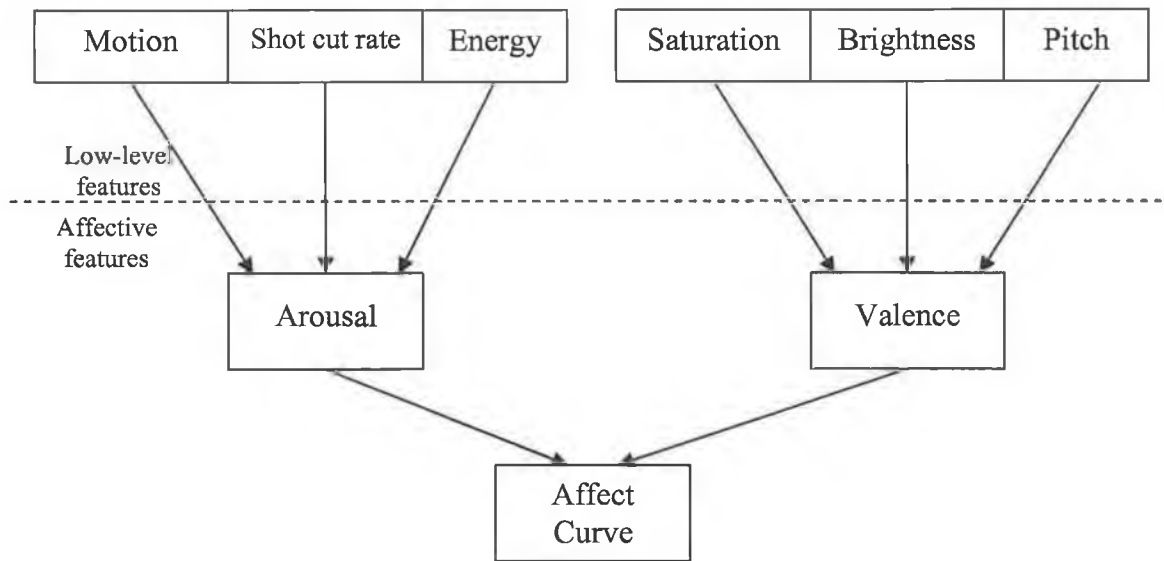 Motion
Shot cut rate
Energy
Saturation
Brightness
Pitch
Low-level
features
Affective
features
Arousal
Valence
Affect
Curve